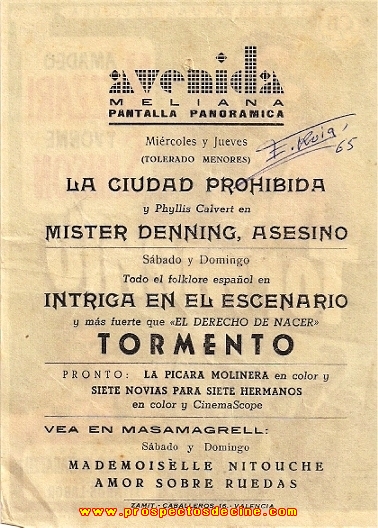 avenida
MELIANA
PANTALLA PANORAMICA
Miércoles y Jueves
(TOLERADO MENORES)
65
LA CIUDAD PROHIBIDA
y Phyllis Calvert en
MISTER DENNING, ASESINO
Sábado y Domingo
Todo el folklore español en
INTRIGA EN EL ESCENARIO
y más fuerte que «EL DERECHO DE NACER»
TORMENTO
PRONTO: LA PICARA MOLINERA en color y
SIETE NOVIAS PARA SIETE HERMANOS
en color y CinemaScope
VEA EN MASAMAGRELL:
Sábado y Domingo
MADEMOISELLE NITOUCHE
AMOR SOBRE RUEDAS
ZAMIT - CABALLEROS, 16 - VALENCIA
www.prospectosdecine.com